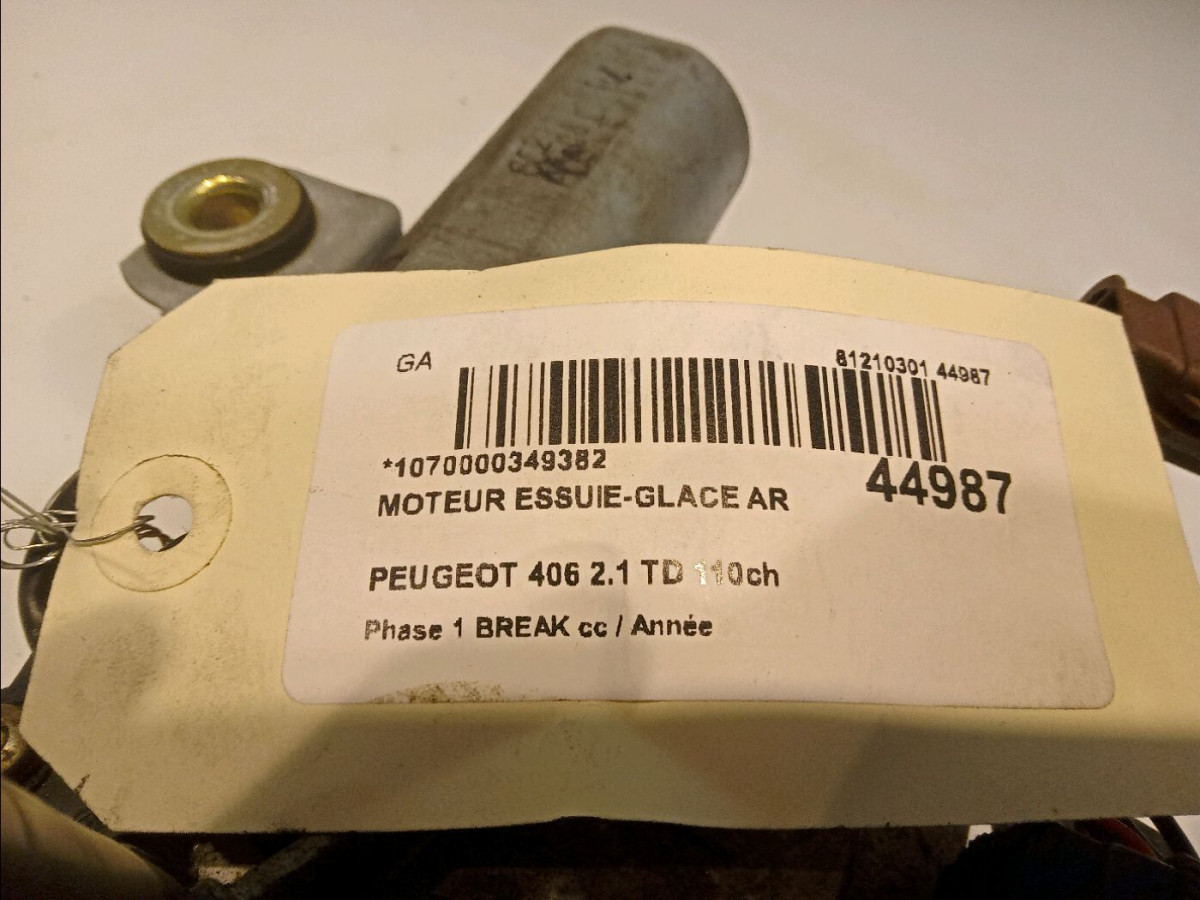 GA
81210301 44987
*1070000349382
44987
MOTEUR ESSUIE-GLACE AR
PEUGEOT 406 2.1 TD 110ch
Phase 1 BREAK cc / Année